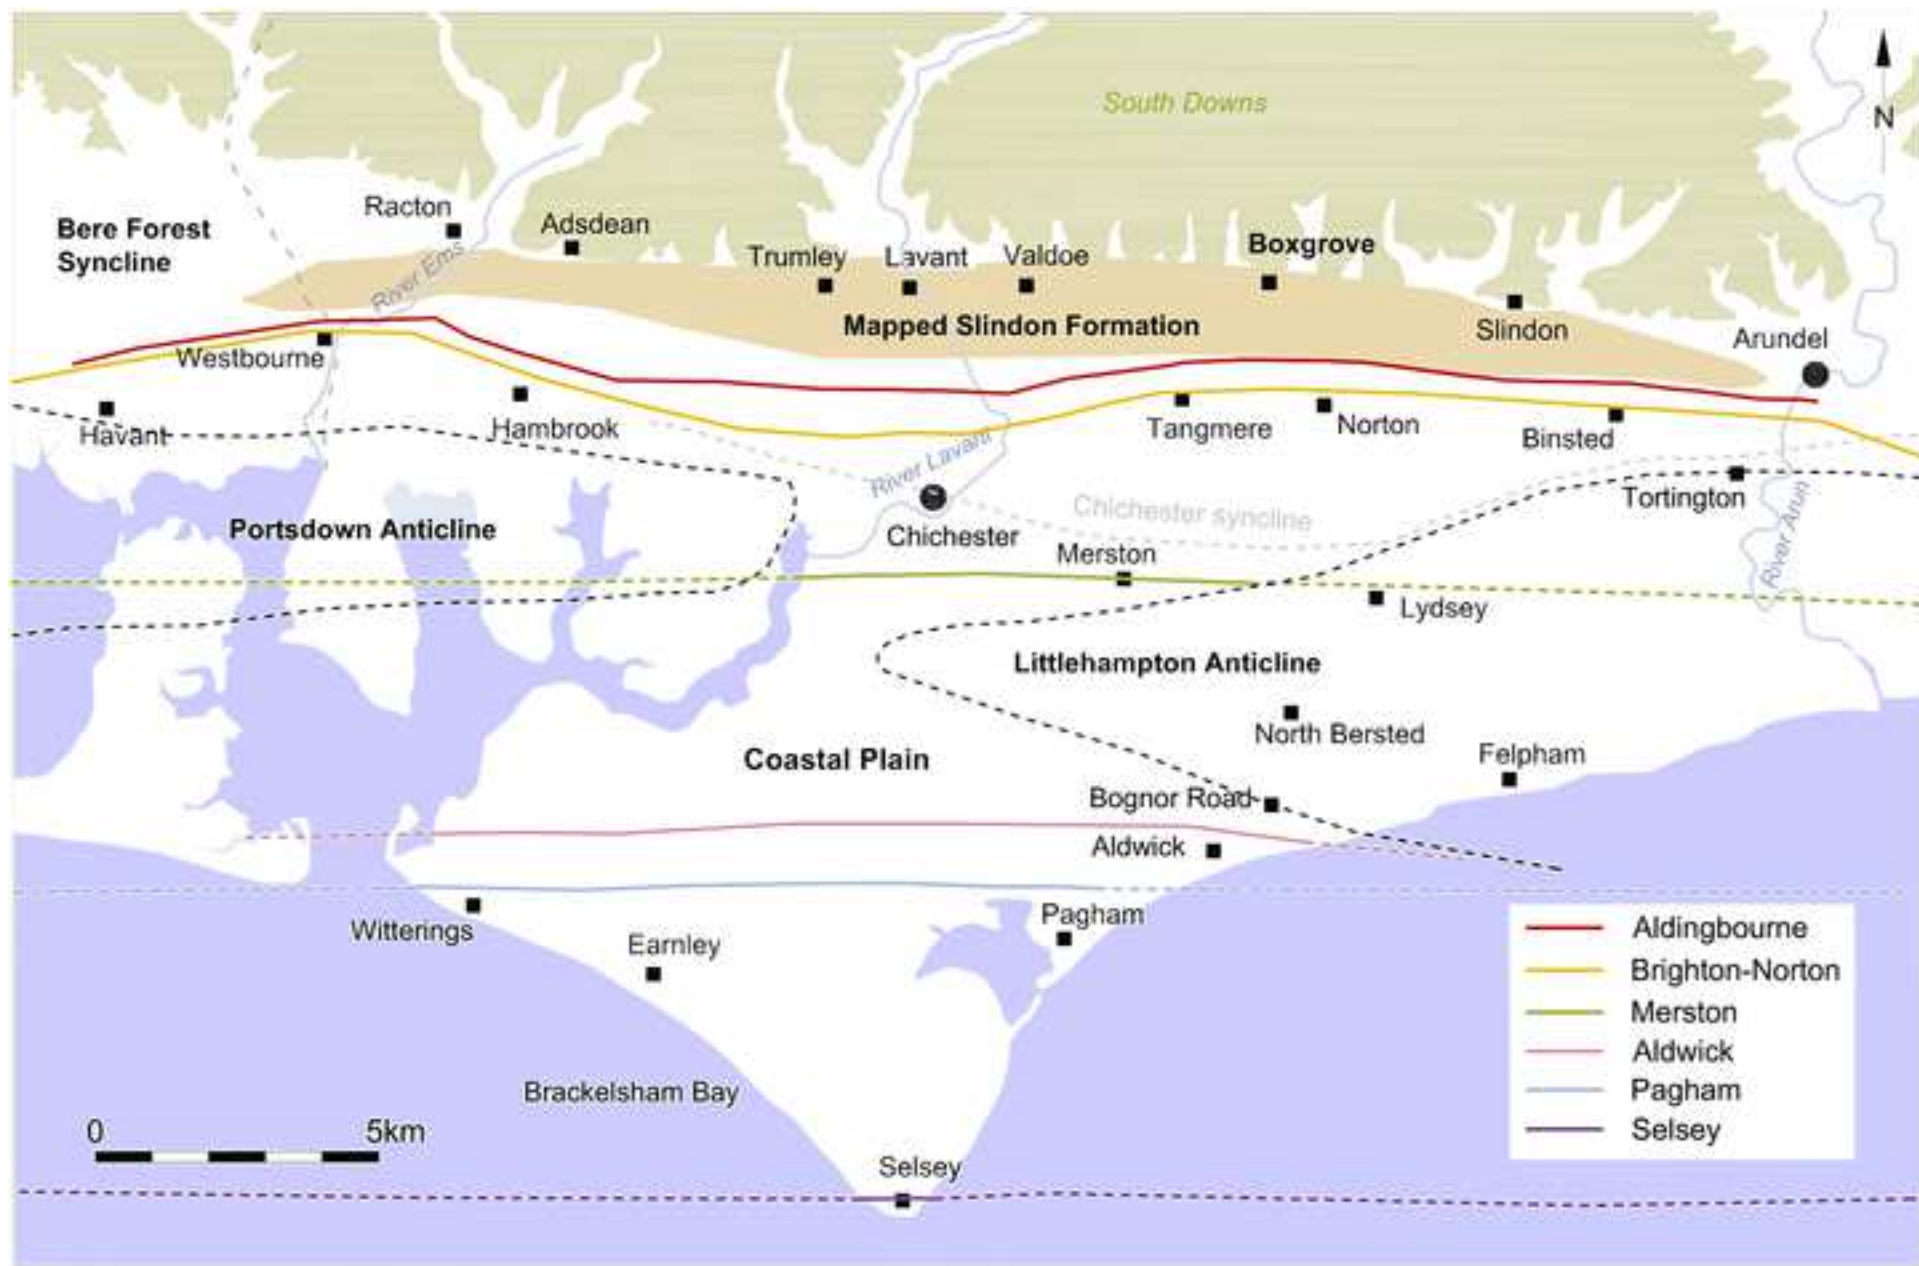 South Downs
N
Racton
Adsdean
Bere Forest
Syncline
River Ems
Trumley
Lavant
Valdoe
Boxgrove
Mapped Slindon Formation
Slindon
Arundel
Westbourne
Havant
Hambrook
River Lavant
Tangmere
Norton
Binsted
Tortington
River Arun
Portsdown Anticline
Chichester
Chichester syncline
Merston
Lydsey
Littlehampton Anticline
North Bersted
Coastal Plain
Felpham
Bognor Road
Aldwick
Witterings
Earnley
Pagham
Brackelsham Bay
Selsey
0 5km
Aldingbourne
Brighton-Norton
Merston
Aldwick
Pagham
Selsey